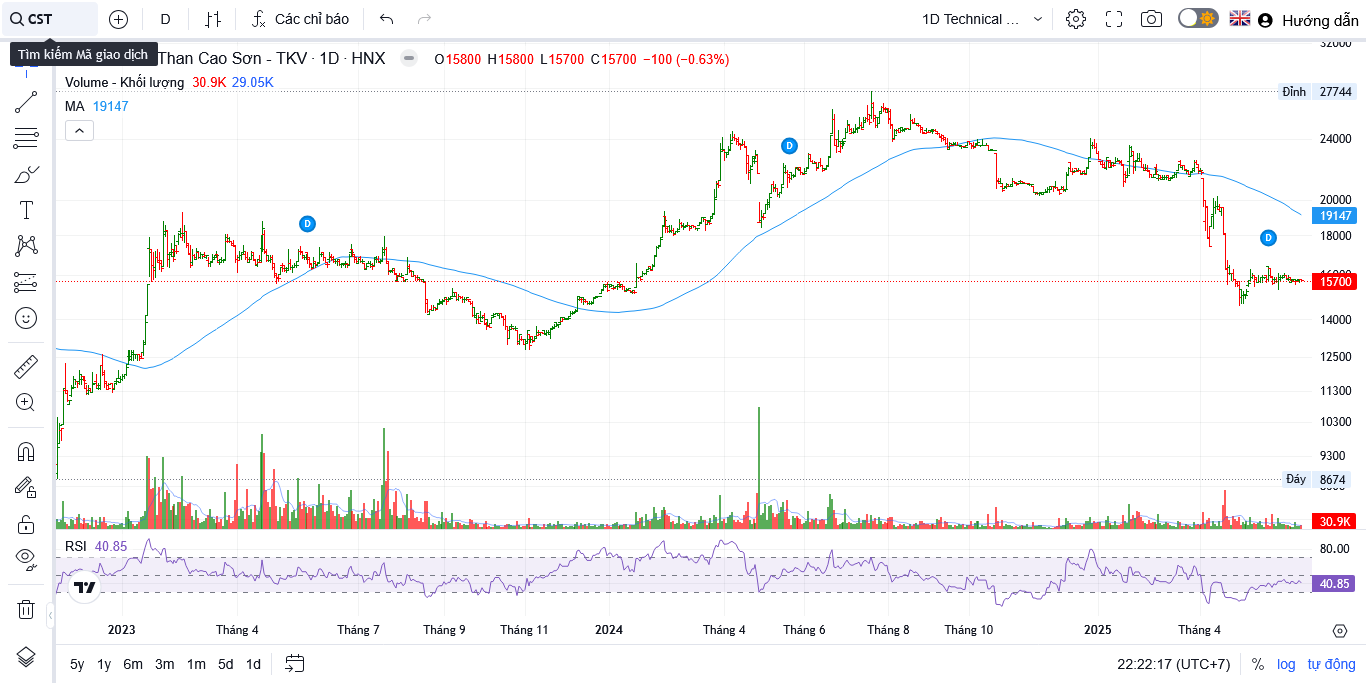 CST
D
Các chỉ báo
1D Technical ...
Hướng dẫn
Tìm kiếm Mã giao dịch
Than Cao Sơn - TKV · 1D · HNX
O15800 H15800 L15700 C15700 −100 (−0.63%)
Volume - Khối lượng 30.9K 29.05K
MA 19147
32000
Đỉnh 27744
24000
20000
19147
18000
16000
15700
14000
12500
11300
10300
9300
Đáy 8674
30.9K
RSI 40.85
80.00
40.85
D
D
D
2023 Tháng 4 Tháng 7 Tháng 9 Tháng 11 2024 Tháng 4 Tháng 6 Tháng 8 Tháng 10 2025 Tháng 4
5y 1y 6m 3m 1m 5d 1d
22:22:17 (UTC+7) % log tự động